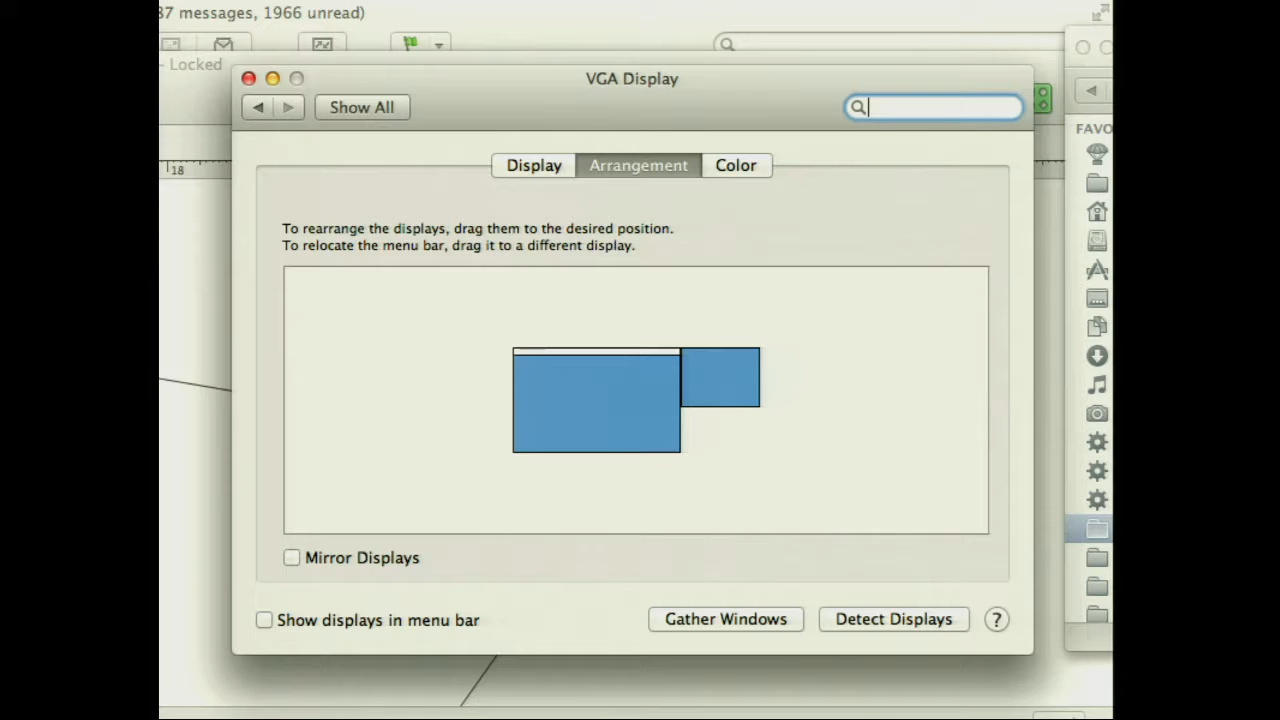 87 messages, 1966 unread)
- Locked
VGA Display
Show All
FAVO
18
Display
Arrangement
Color
To rearrange the displays, drag them to the desired position.
To relocate the menu bar, drag it to a different display.
Mirror Displays
Show displays in menu bar
Gather Windows
Detect Displays
?